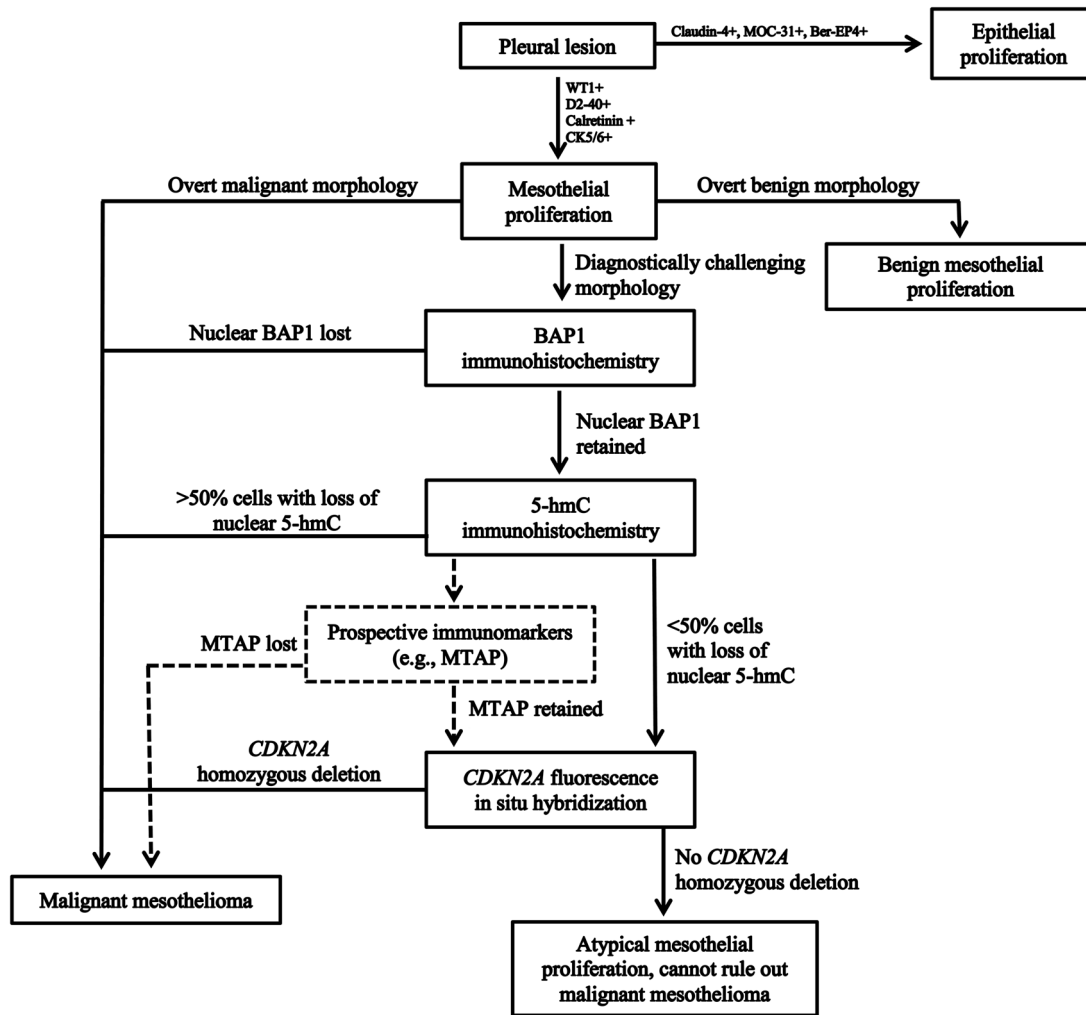 Pleural lesion
Claudin-4+, MOC-31+, Ber-EP4+
Epithelial
proliferation
WT1+
D2-40+
Calretinin +
CK5/6+
Overt malignant morphology
Mesothelial
proliferation
Overt benign morphology
Benign mesothelial
proliferation
Diagnostically challenging
morphology
Nuclear BAP1 lost
BAP1
immunohistochemistry
Nuclear BAP1
retained
>50% cells with loss of
nuclear 5-hmC
5-hmC
immunohistochemistry
MTAP lost
Prospective immunomarkers
(e.g., MTAP)
<50% cells
with loss of
nuclear 5-hmC
MTAP retained
CDKN2A
homozygous deletion
CDKN2A fluorescence
in situ hybridization
No CDKN2A
homozygous deletion
Malignant mesothelioma
Atypical mesothelial
proliferation, cannot rule out
malignant mesothelioma